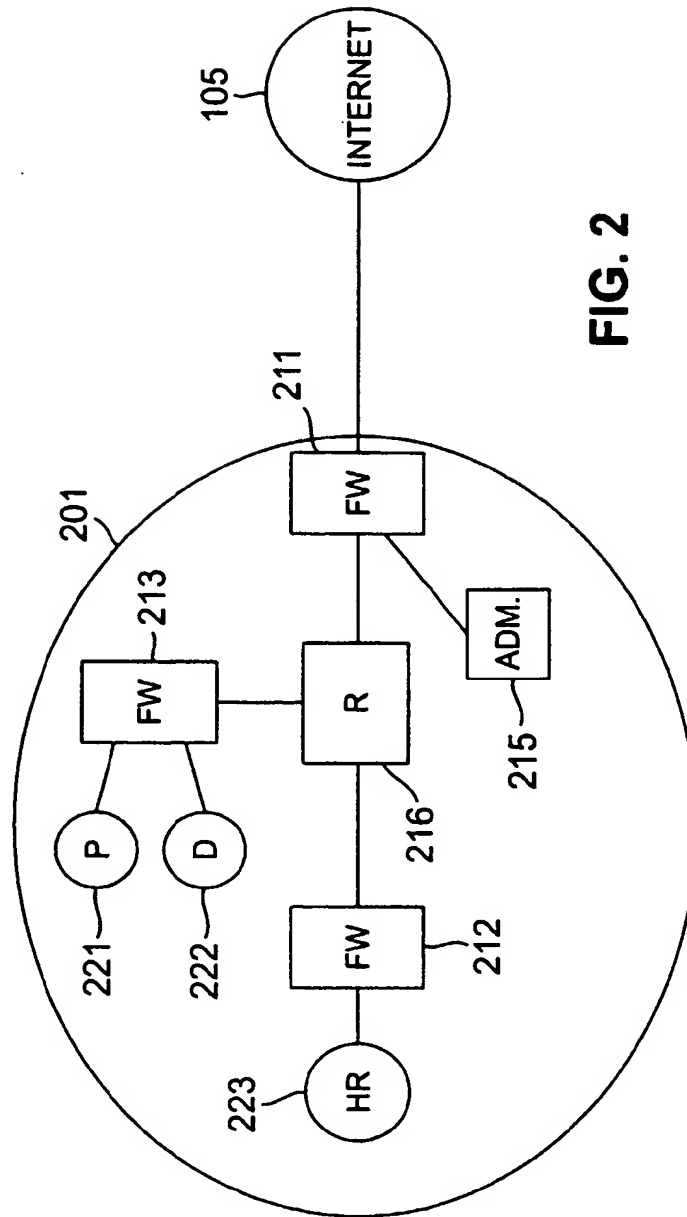 201
213
FW
P
221
D
222
R
216
211
FW
ADM.
215
FW
212
HR
223
105
INTERNET
FIG. 2